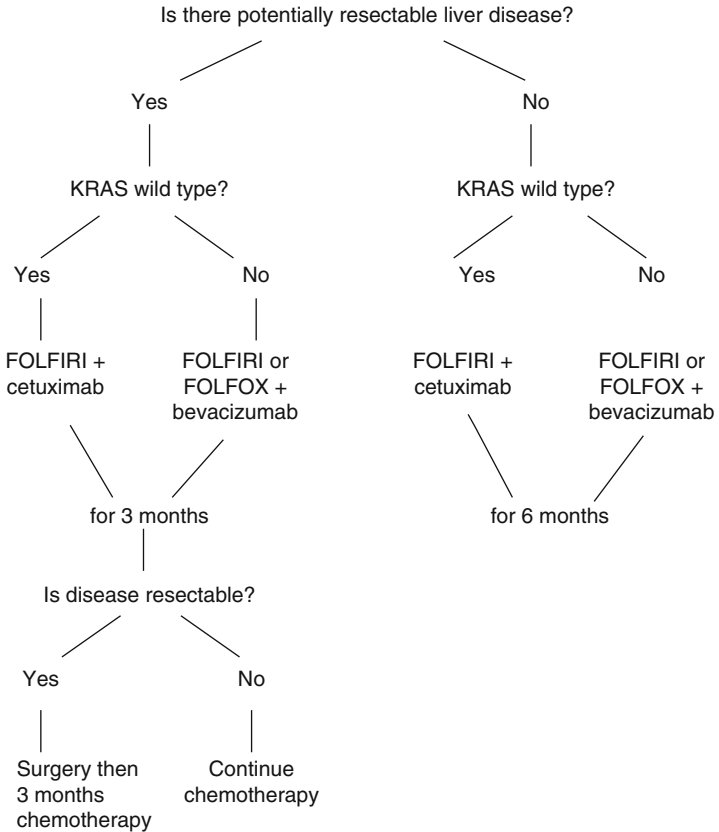 Is there potentially resectable liver disease?
Yes
No
KRAS wild type?
KRAS wild type?
Yes
No
Yes
No
FOLFIRI +
cetuximab
FOLFIRI or
FOLFOX +
bevacizumab
FOLFIRI +
cetuximab
FOLFIRI or
FOLFOX +
bevacizumab
for 3 months
for 6 months
Is disease resectable?
Yes
No
Surgery then
3 months
chemotherapy
Continue
chemotherapy